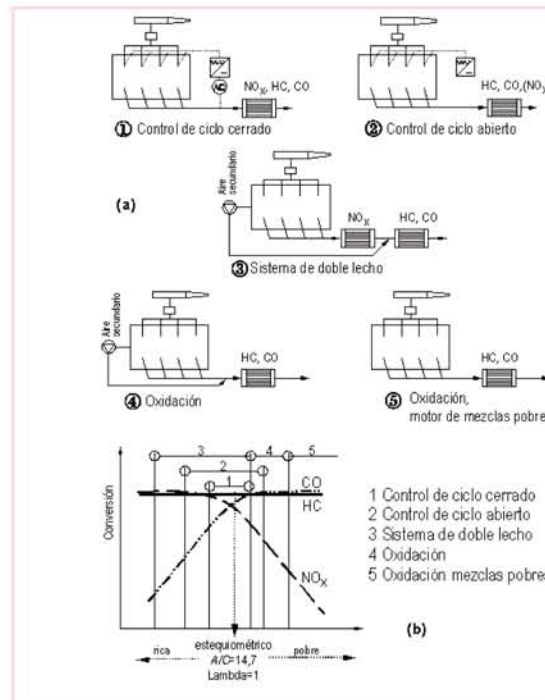 NOx, HC, CO
① Control de ciclo cerrado
HC, CO,(NOx
② Control de ciclo abierto
(a)
Aire
secundario
NOx
HC, CO
③ Sistema de doble lecho
Aire
secundario
HC, CO
④ Oxidación
HC, CO
⑤ Oxidación,
motor de mezclas pobre
Conversión
3
4
5
2
1
CO
HC
NOx
1 Control de ciclo cerrado
2 Control de ciclo abierto
3 Sistema de doble lecho
4 Oxidación
5 Oxidación mezclas pobre
(b)
rica
estequiométrico
pobre
A/C=14,7
Lambda=1